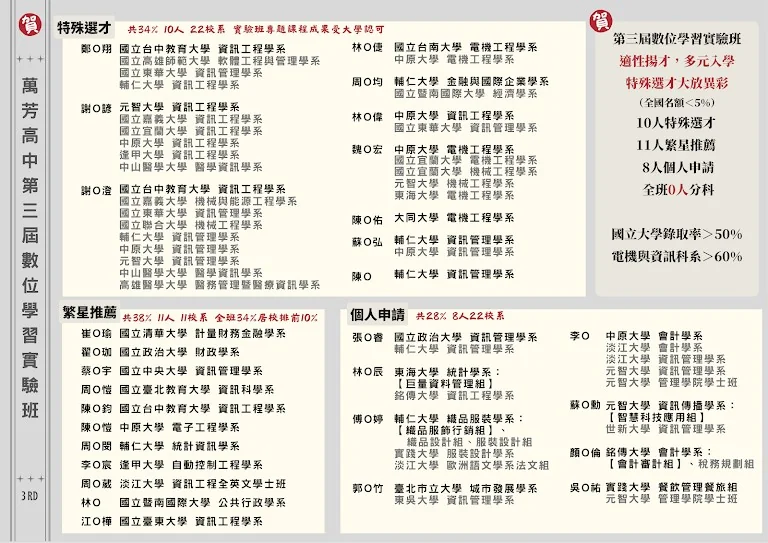 賀
萬芳高中第三屆數位學習實驗班
3RD
特殊選才 共34% 10人 22校系 實驗班專題課程成果受大學認可
鄭O翔 國立台中教育大學 資訊工程學系
國立高雄師範大學 軟體工程與管理學系
國立東華大學 資訊管理學系
輔仁大學 資訊工程學系
謝O諺 元智大學 資訊工程學系
國立嘉義大學 資訊工程學系
國立宜蘭大學 資訊工程學系
中原大學 資訊工程學系
逢甲大學 資訊工程學系
中山醫學大學 醫學資訊學系
謝O澄 國立台中教育大學 資訊工程學系
國立嘉義大學 機械與能源工程學系
國立東華大學 資訊管理學系
國立聯合大學 機械工程學系
輔仁大學 資訊管理學系
中原大學 資訊管理學系
元智大學 資訊管理學系
中山醫學大學 醫學資訊學系
高雄醫學大學 醫務管理暨醫療資訊學系
林O倢 國立台南大學 電機工程學系
中原大學 電機工程學系
周O均 輔仁大學 金融與國際企業學系
國立暨南國際大學 經濟學系
林O偉 中原大學 資訊工程學系
國立東華大學 資訊管理學系
魏O宏 中原大學 電機工程學系
國立宜蘭大學 電機工程學系
國立宜蘭大學 機械工程學系
元智大學 機械工程學系
東海大學 電機工程學系
陳O佑 大同大學 電機工程學系
蘇O弘 輔仁大學 資訊管理學系
中原大學 資訊管理學系
陳O 輔仁大學 資訊管理學系
賀
第三屆數位學習實驗班
適性揚才，多元入學
特殊選才大放異彩
（全國名額<5%）
10人特殊選才
11人繁星推薦
8人個人申請
全班0人分科
國立大學錄取率>50%
電機與資訊科系>60%
繁星推薦 共38% 11人 11校系 全班34%居校排前10%
崔O瑜 國立清華大學 計量財務金融學系
翟O珈 國立政治大學 財政學系
蔡O宇 國立中央大學 資訊管理學系
周O愷 國立臺北教育大學 資訊科學系
陳O鈞 國立台中教育大學 資訊工程學系
陳O愷 中原大學 電子工程學系
周O閔 輔仁大學 統計資訊學系
李O宸 逢甲大學 自動控制工程學系
周O葳 淡江大學 資訊工程全英文學士班
林O 國立暨南國際大學 公共行政學系
江O樺 國立臺東大學 資訊工程學系
個人申請 共28% 8人22校系
張O睿 國立政治大學 資訊管理學系
輔仁大學 資訊管理學系
林O辰 東海大學 統計學系：
【巨量資料管理組】
銘傳大學 資訊工程學系
傅O婷 輔仁大學 織品服裝學系：
【織品服飾行銷組】、
織品設計組、服裝設計組
實踐大學 服裝設計學系
淡江大學 歐洲語文學系法文組
郭O竹 臺北市立大學 城市發展學系
東吳大學 資訊管理學系
李O 中原大學 會計學系
淡江大學 會計學系
淡江大學 資訊管理學系
元智大學 資訊管理學系
元智大學 管理學院學士班
蘇O勳 元智大學 資訊傳播學系：
【智慧科技應用組】
世新大學 資訊管理學系
顏O倫 銘傳大學 會計學系：
【會計審計組】、稅務規劃組
吳O祐 實踐大學 餐飲管理餐旅組
元智大學 管理學院學士班